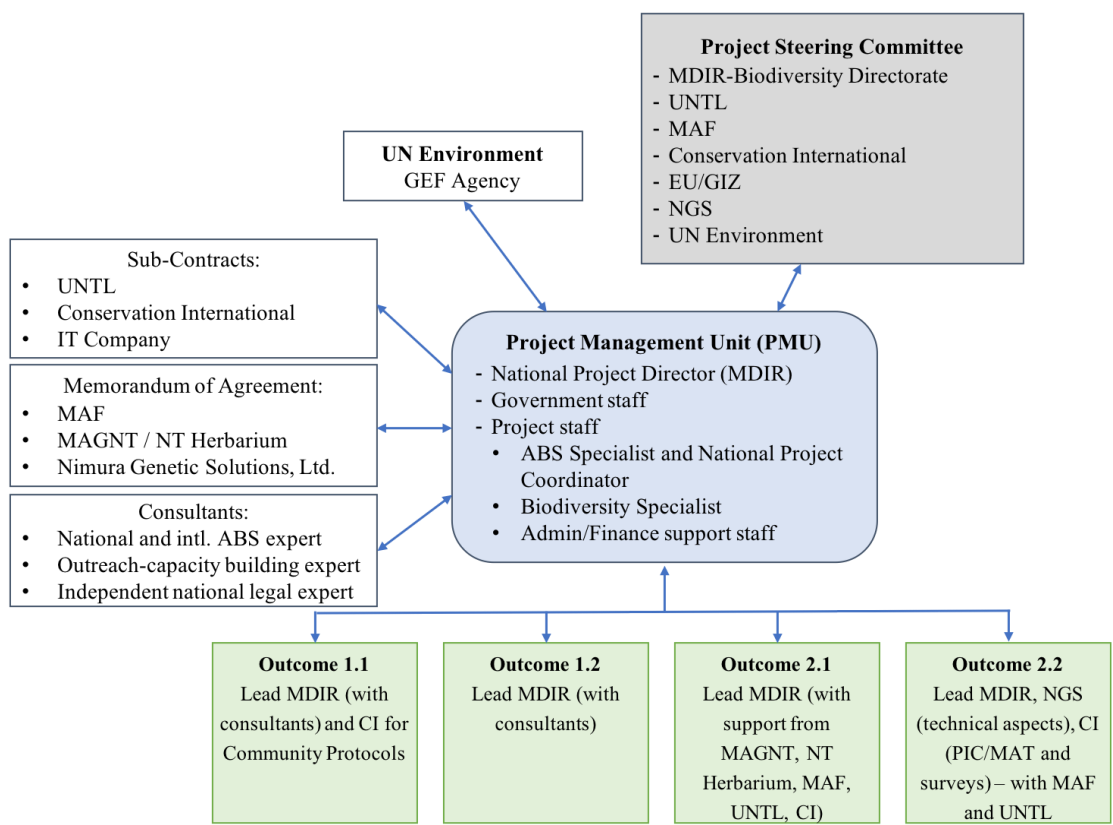 Project Steering Committee
- MDIR-Biodiversity Directorate
- UNTL
- MAF
- Conservation International
- EU/GIZ
- NGS
- UN Environment
UN Environment
GEF Agency
Sub-Contracts:
• UNTL
• Conservation International
• IT Company
Memorandum of Agreement:
• MAF
• MAGNT / NT Herbarium
• Nimura Genetic Solutions, Ltd.
Consultants:
• National and intl. ABS expert
• Outreach-capacity building expert
• Independent national legal expert
Project Management Unit (PMU)
- National Project Director (MDIR)
- Government staff
- Project staff
• ABS Specialist and National Project
Coordinator
• Biodiversity Specialist
• Admin/Finance support staff
Outcome 1.1
Lead MDIR (with
consultants) and CI for
Community Protocols
Outcome 1.2
Lead MDIR (with
consultants)
Outcome 2.1
Lead MDIR (with
support from
MAGNT, NT
Herbarium, MAF,
UNTL, CI)
Outcome 2.2
Lead MDIR, NGS
(technical aspects), CI
(PIC/MAT and
surveys) – with MAF
and UNTL